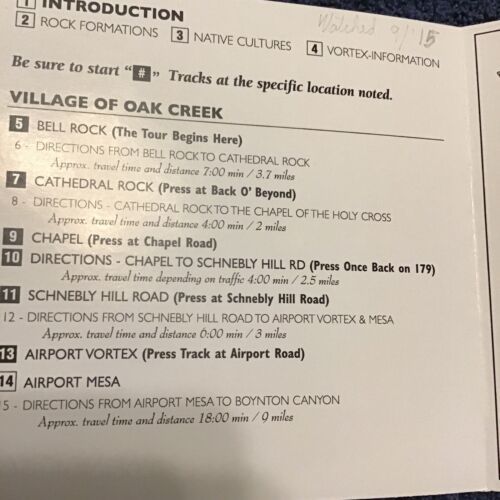 1 INTRODUCTION
2 ROCK FORMATIONS 3 NATIVE CULTURES 4 VORTEX-INFORMATION
Watched 9/15
Be sure to start "#" Tracks at the specific location noted.
VILLAGE OF OAK CREEK
5 BELL ROCK (The Tour Begins Here)
6 - DIRECTIONS FROM BELL ROCK TO CATHEDRAL ROCK
Approx. travel time and distance 7:00 min / 3.7 miles
7 CATHEDRAL ROCK (Press at Back O' Beyond)
8 - DIRECTIONS - CATHEDRAL ROCK TO THE CHAPEL OF THE HOLY CROSS
Approx. travel time and distance 4:00 min / 2 miles
9 CHAPEL (Press at Chapel Road)
10 DIRECTIONS - CHAPEL TO SCHNEBLY HILL RD (Press Once Back on 179)
Approx. travel time depending on traffic 4:00 min / 2.5 miles
11 SCHNEBLY HILL ROAD (Press at Schnebly Hill Road)
12 - DIRECTIONS FROM SCHNEBLY HILL ROAD TO AIRPORT VORTEX & MESA
Approx. travel time and distance 6:00 min / 3 miles
13 AIRPORT VORTEX (Press Track at Airport Road)
14 AIRPORT MESA
5 - DIRECTIONS FROM AIRPORT MESA TO BOYNTON CANYON
Approx. travel time and distance 18:00 min / 9 miles